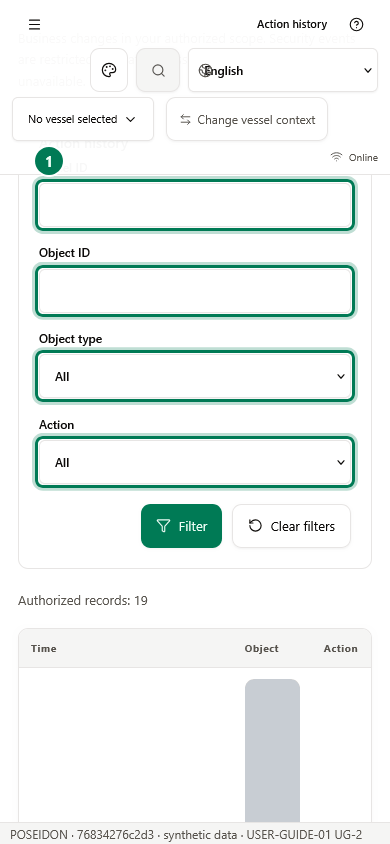 Action history
English
No vessel selected
Change vessel context
Online
1
Object ID
Object type
All
Action
All
Filter
Clear filters
Authorized records: 19
Time Object Action
POSEIDON · 76834276c2d3 · synthetic data · USER-GUIDE-01 UG-2